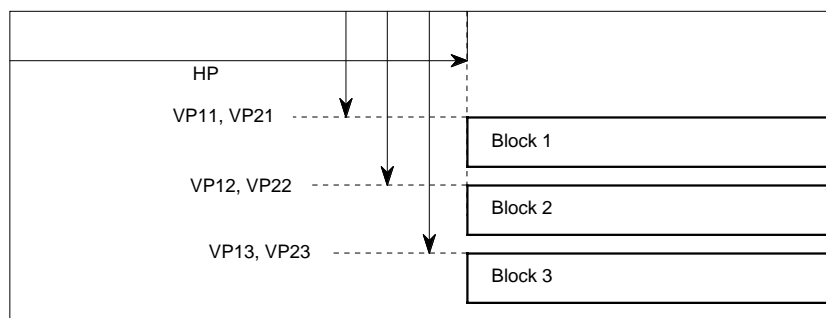 HP
VP11, VP21
Block 1
VP12, VP22
Block 2
VP13, VP23
Block 3